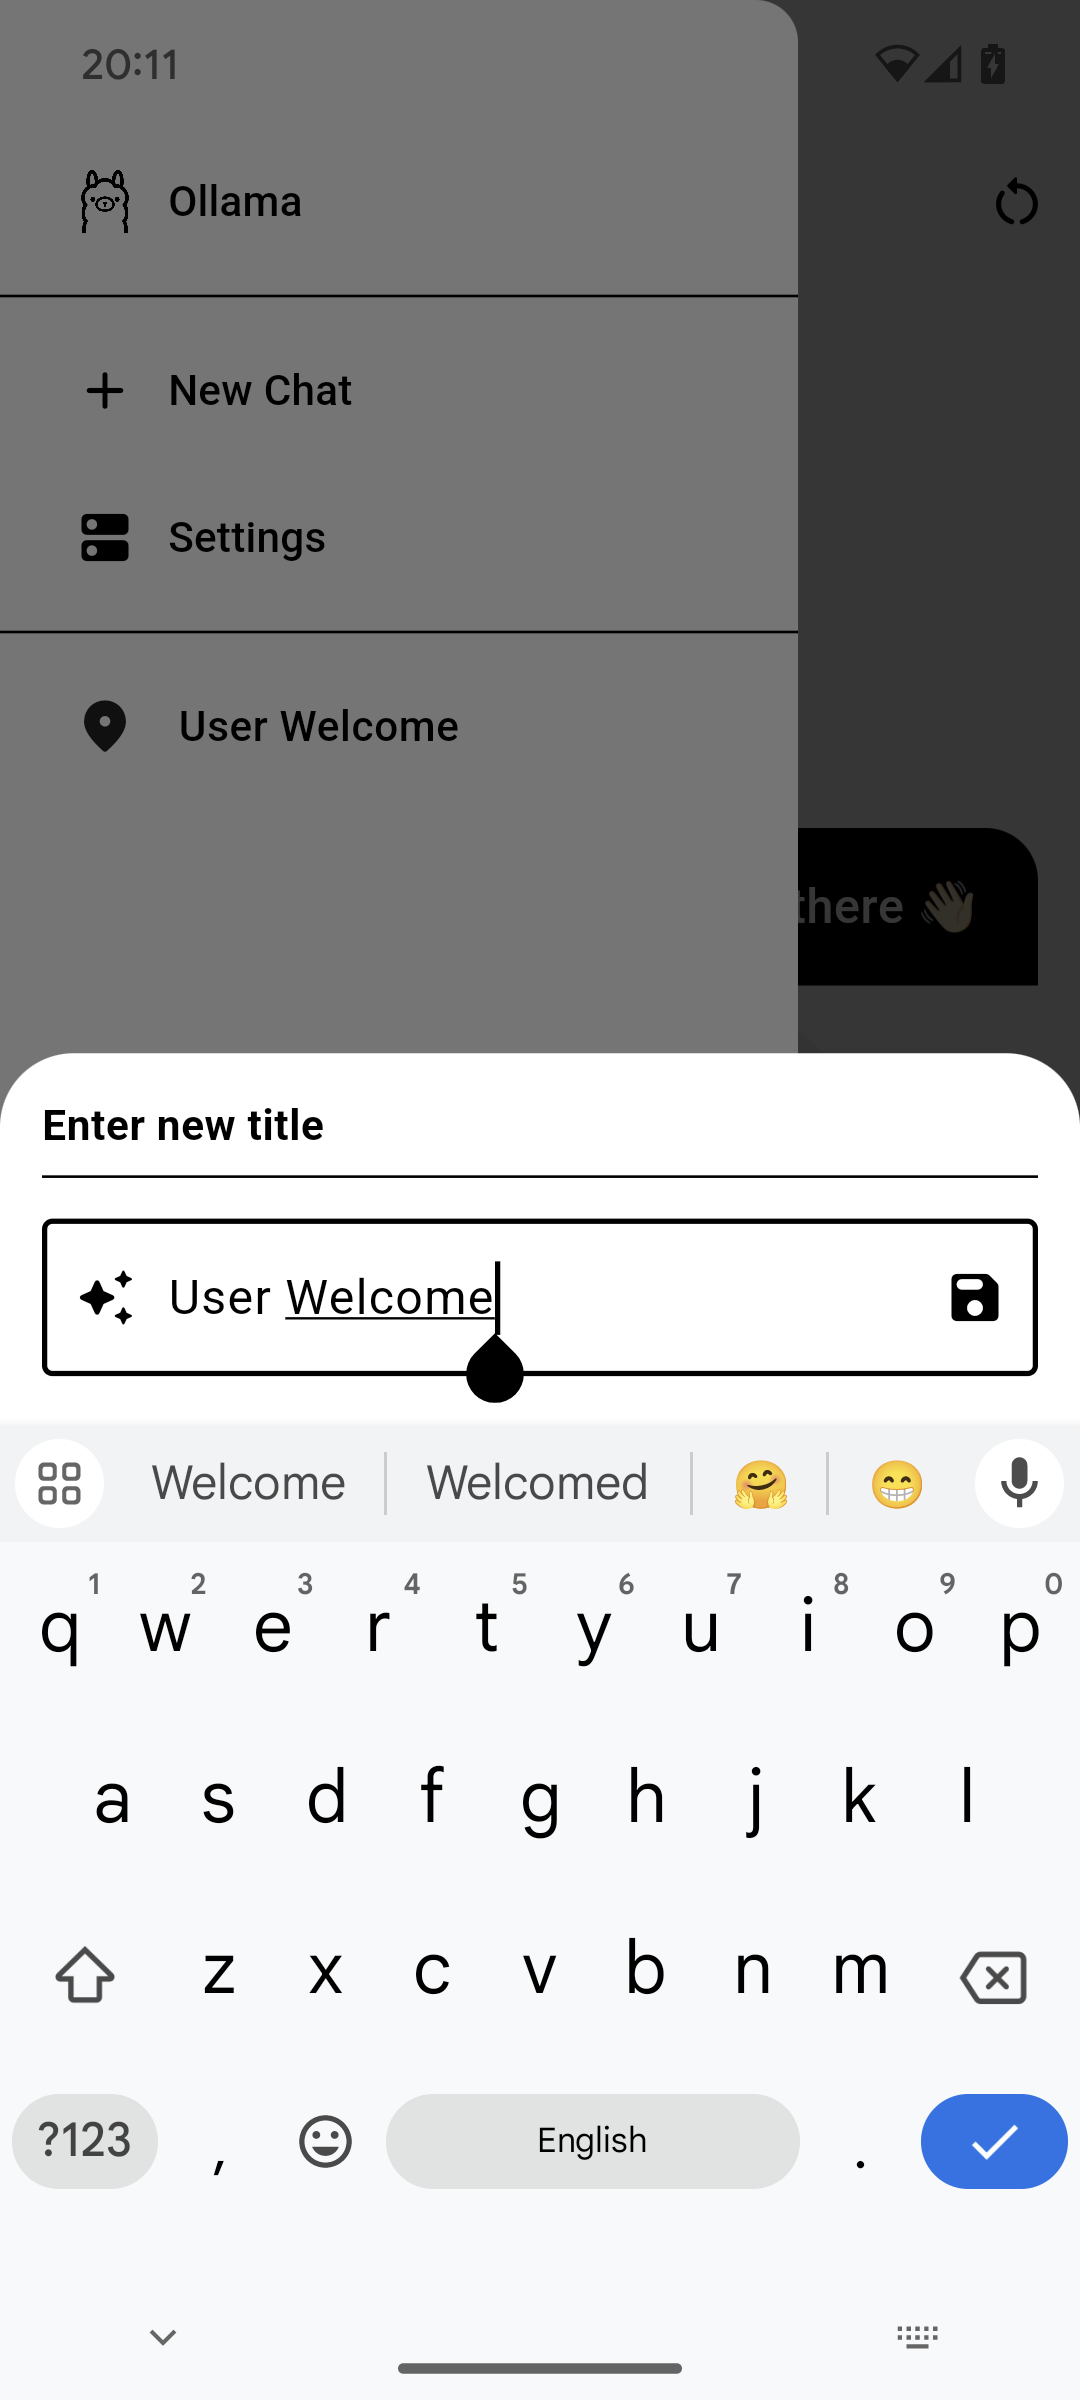 20:11
Ollama
New Chat
Settings
User Welcome
there 👋
Enter new title
User Welcome
Welcome Welcomed 🤗 😁
1 2 3 4 5 6 7 8 9 0
q w e r t y u i o p
a s d f g h j k l
z x c v b n m
?123 , English .